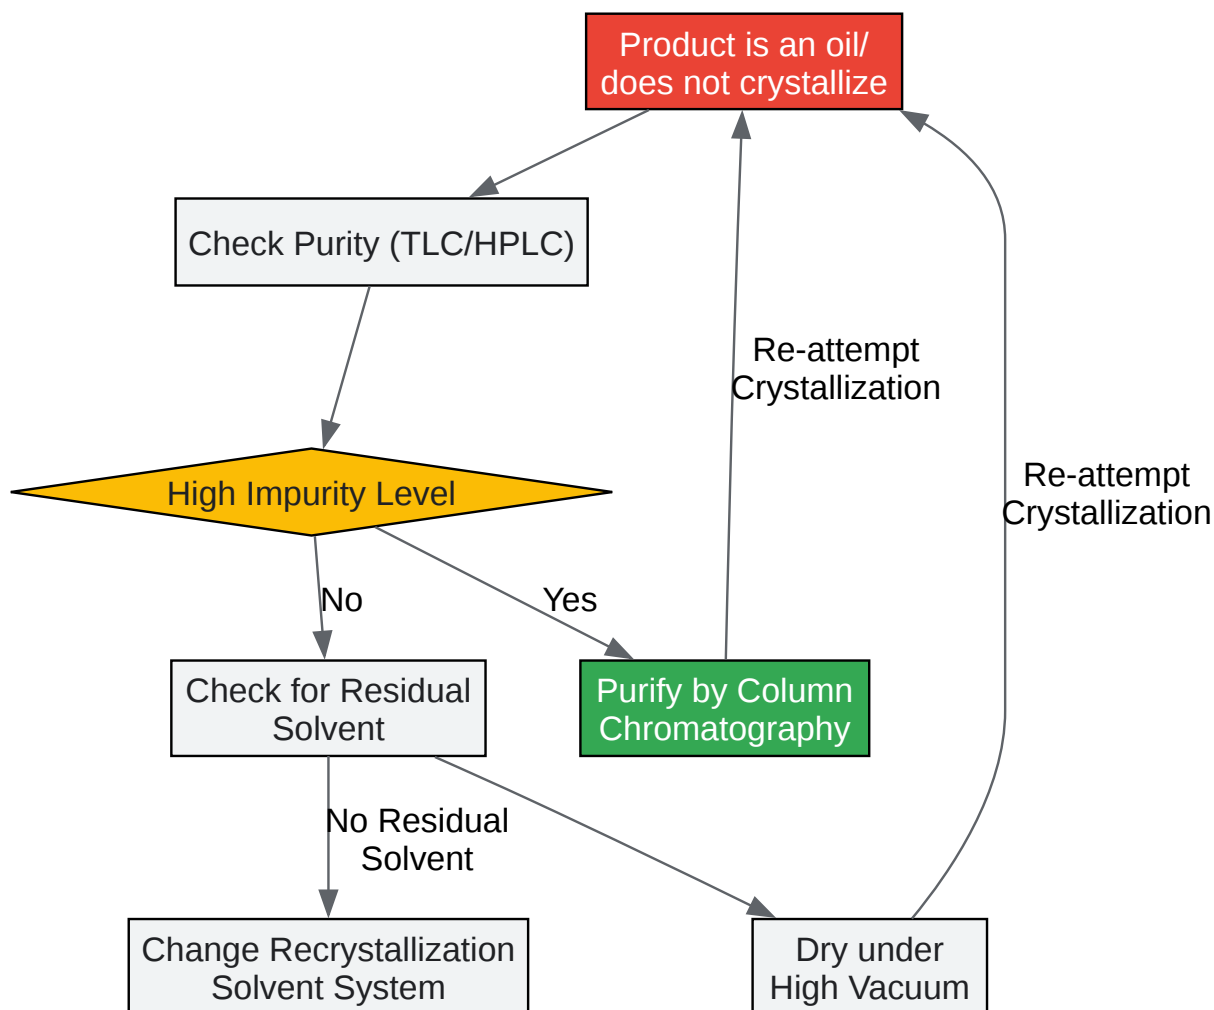 Product is an oil/
does not crystallize
Check Purity (TLC/HPLC)
Re-attempt
Crystallization
High Impurity Level
Re-attempt
Crystallization
No
Yes
Check for Residual
Solvent
Purify by Column
Chromatography
No Residual
Solvent
Change Recrystallization
Solvent System
Dry under
High Vacuum